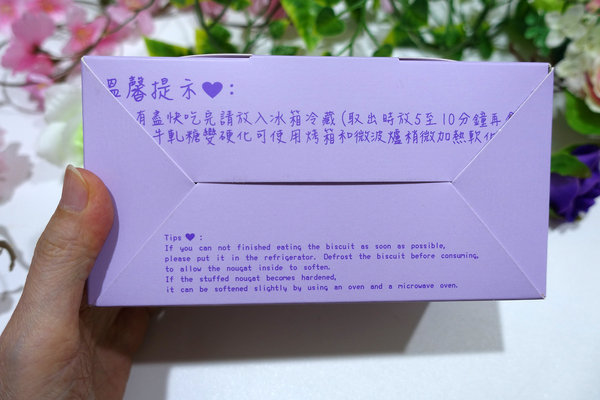 溫馨提示♥:
有盡快吃完請放入冰箱冷藏(取出時放5至10分鐘再
牛軋糖變硬化可使用烤箱和微波爐稍微加熱軟化
Tips ♥ :
If you can not finished eating the biscuit as soon as possible,
please put it in the refrigerator. Defrost the biscuit before consuming,
to allow the nougat inside to soften.
If the stuffed nougat becomes hardened,
it can be softened slightly by using an oven and a microwave oven.